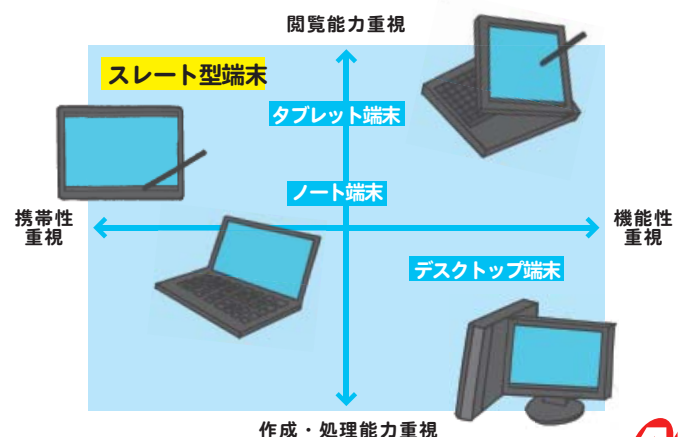 閲覧能力重視
スレート型端末
タブレット端末
ノート端末
携帯性
重視
機能性
重視
デスクトップ端末
作成・処理能力重視